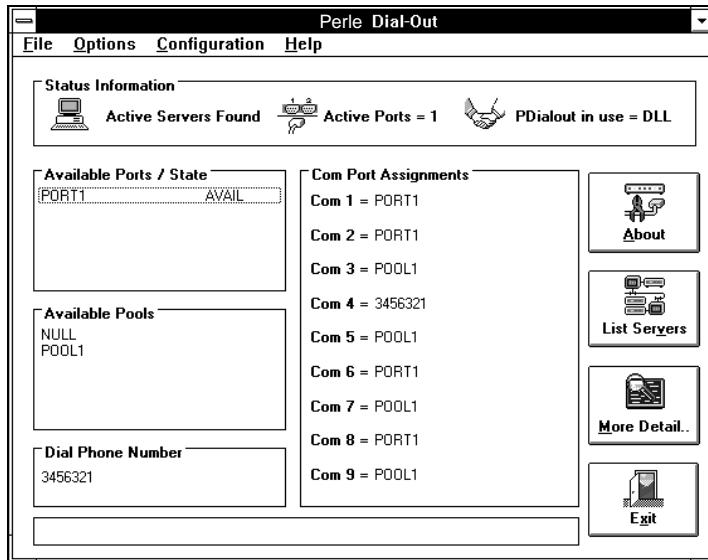 Perle Dial-Out
File Options Configuration Help
Status Information
1 2
Active Servers Found Active Ports = 1 PDialout in use = DLL
Available Ports / State
PORT1 AVAIL
Available Pools
NULL
POOL1
Dial Phone Number
3456321
Com Port Assignments
Com 1 = PORT1
Com 2 = PORT1
Com 3 = POOL1
Com 4 = 3456321
Com 5 = POOL1
Com 6 = PORT1
Com 7 = POOL1
Com 8 = PORT1
Com 9 = POOL1
About
List Servers
More Detail..
Exit